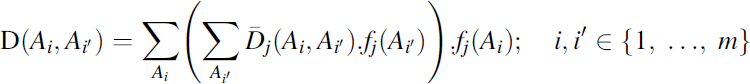 D(A_i, A_{i'}) = \sum_{A_i} \left( \sum_{A_{i'}} \bar{D}_j(A_i, A_{i'}).f_j(A_{i'}) \right).f_j(A_i); \quad i, i' \in \{1, \ldots, m\}